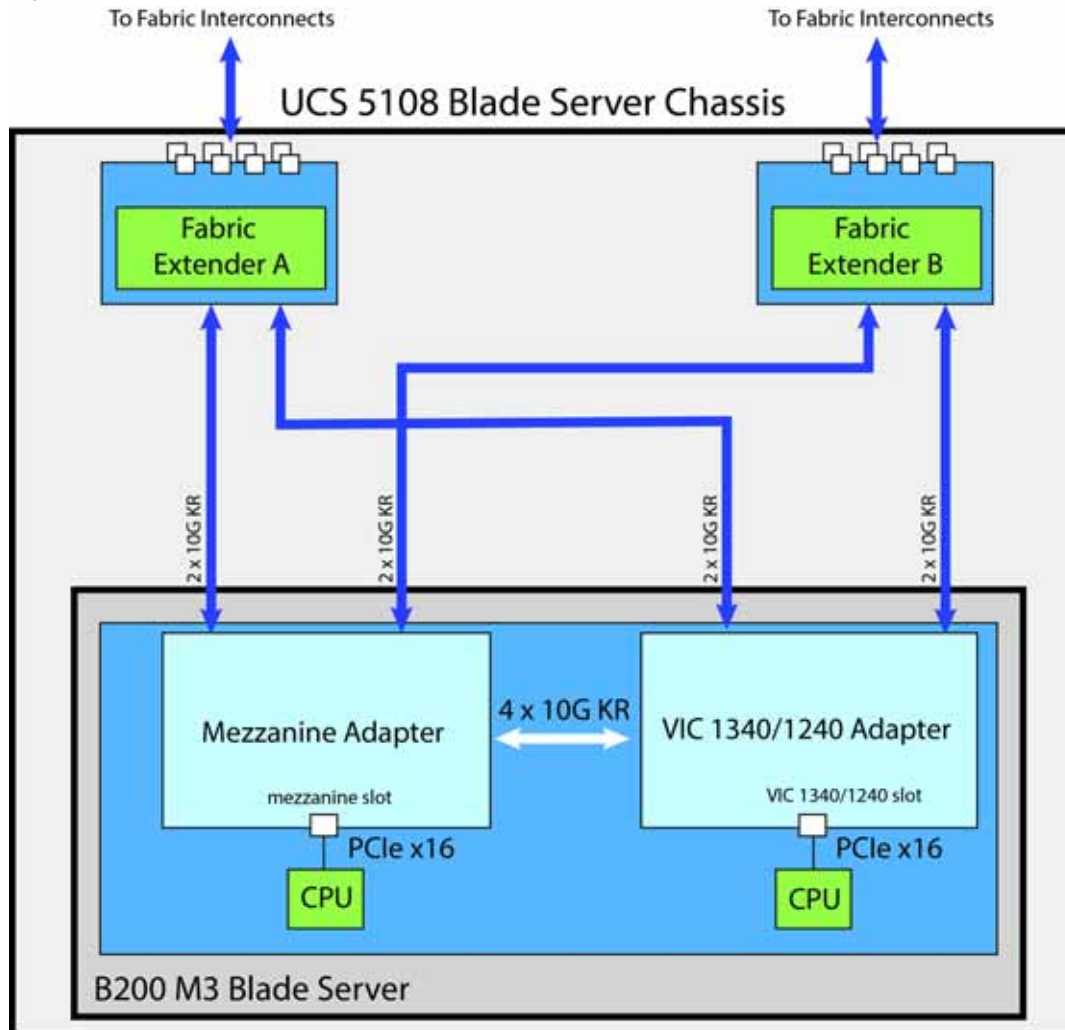 To Fabric Interconnects
To Fabric Interconnects
UCS 5108 Blade Server Chassis
Fabric
Extender A
Fabric
Extender B
2 x 10G KR
2 x 10G KR
2 x 10G KR
2 x 10G KR
Mezzanine Adapter
4 x 10G KR
VIC 1340/1240 Adapter
mezzanine slot
VIC 1340/1240 slot
PCIe x16
PCIe x16
CPU
CPU
B200 M3 Blade Server